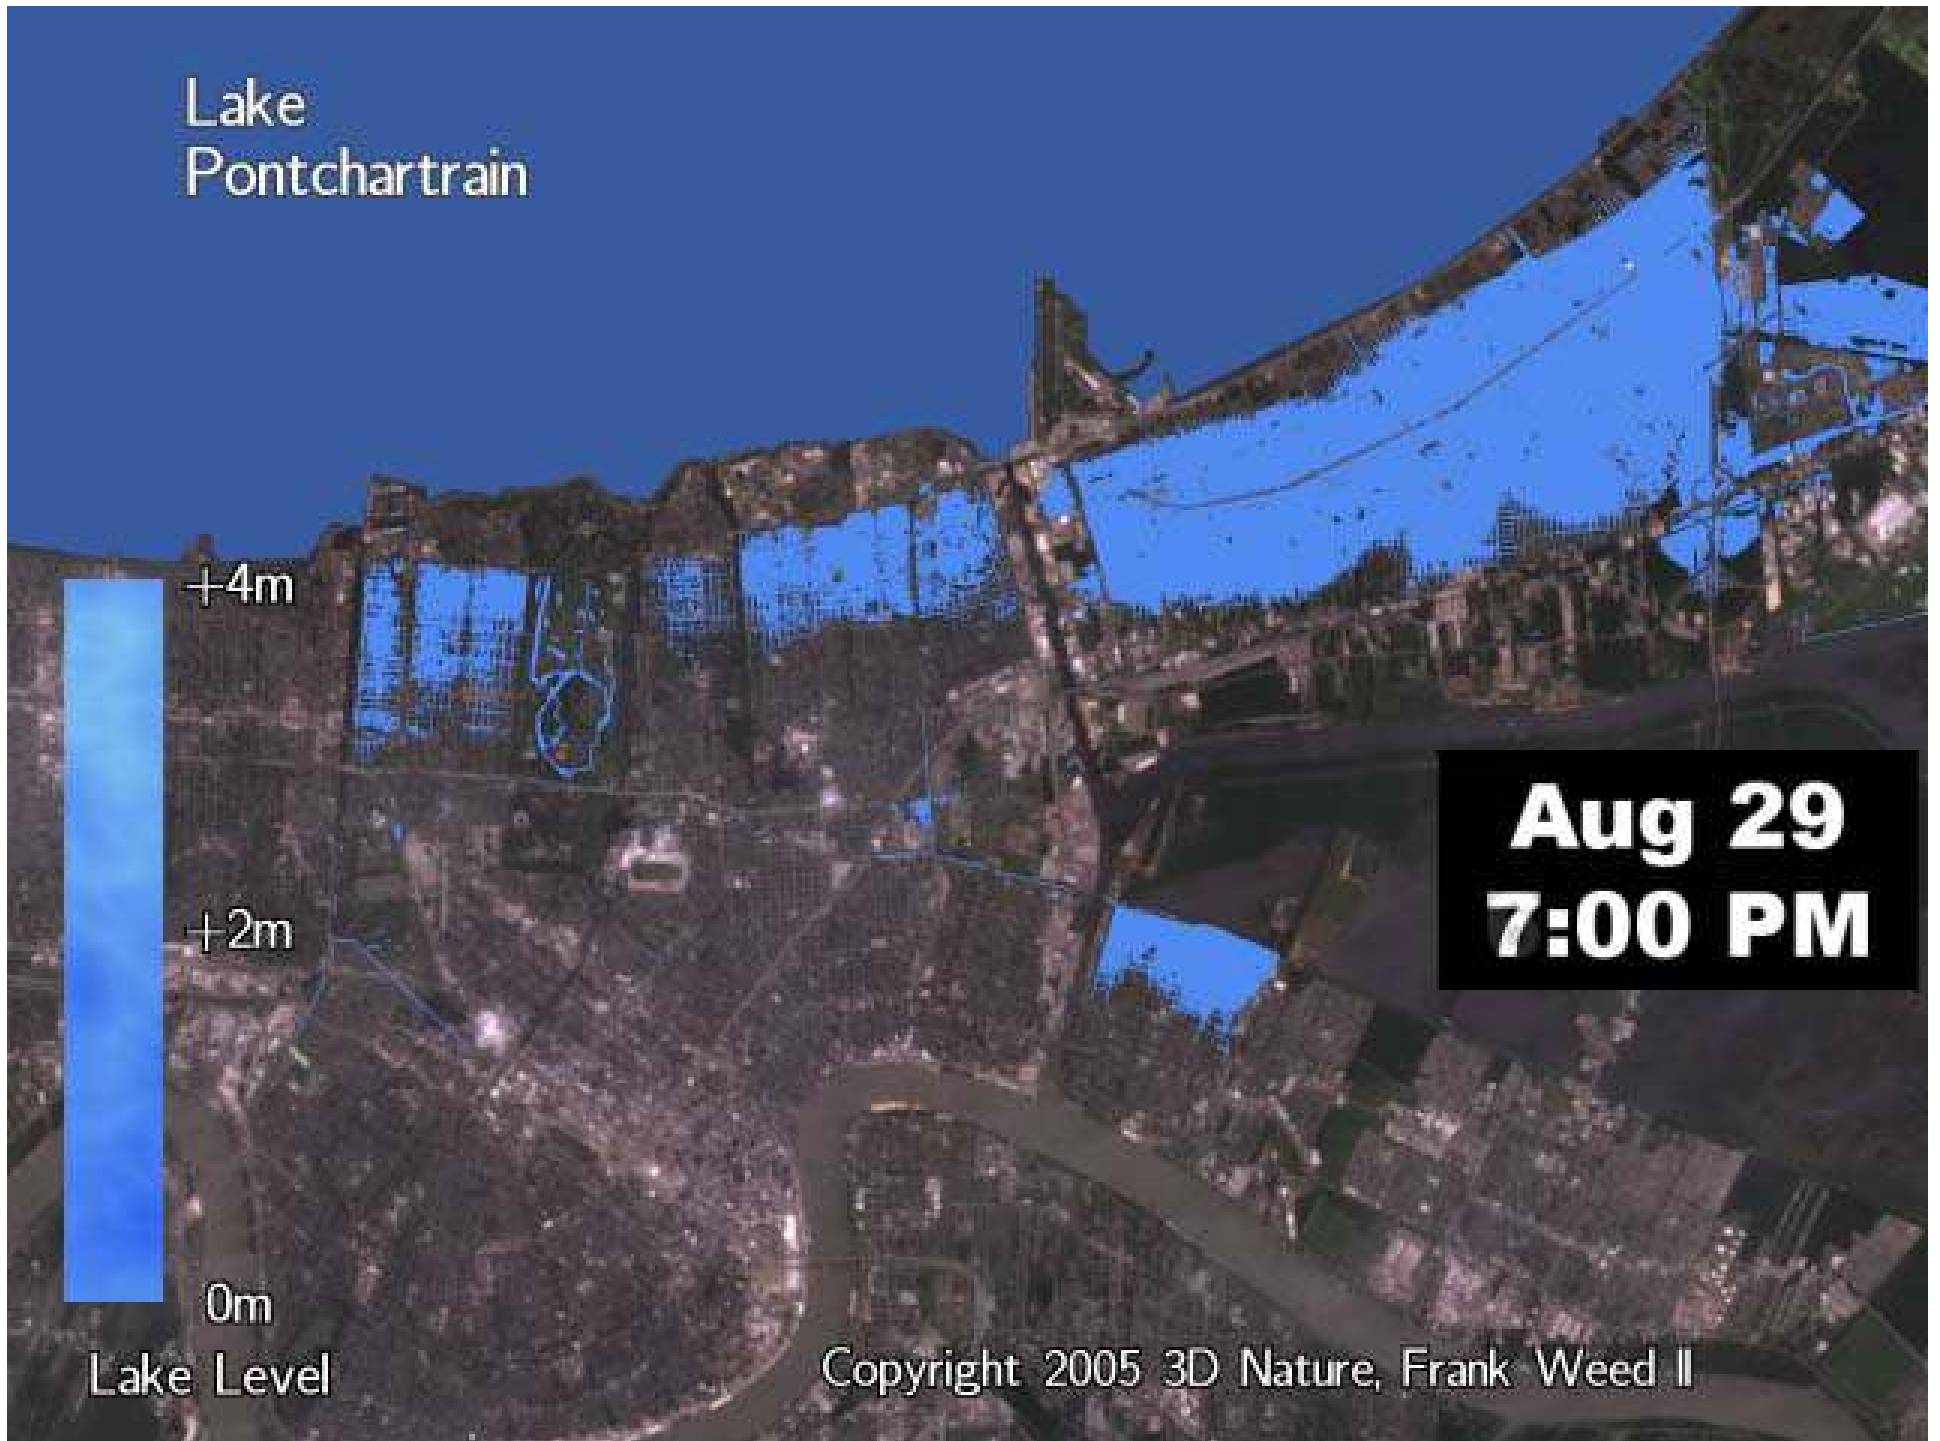 Lake
Pontchartrain
+4m
+2m
0m
Lake Level
Aug 29
7:00 PM
Copyright 2005 3D Nature, Frank Weed II